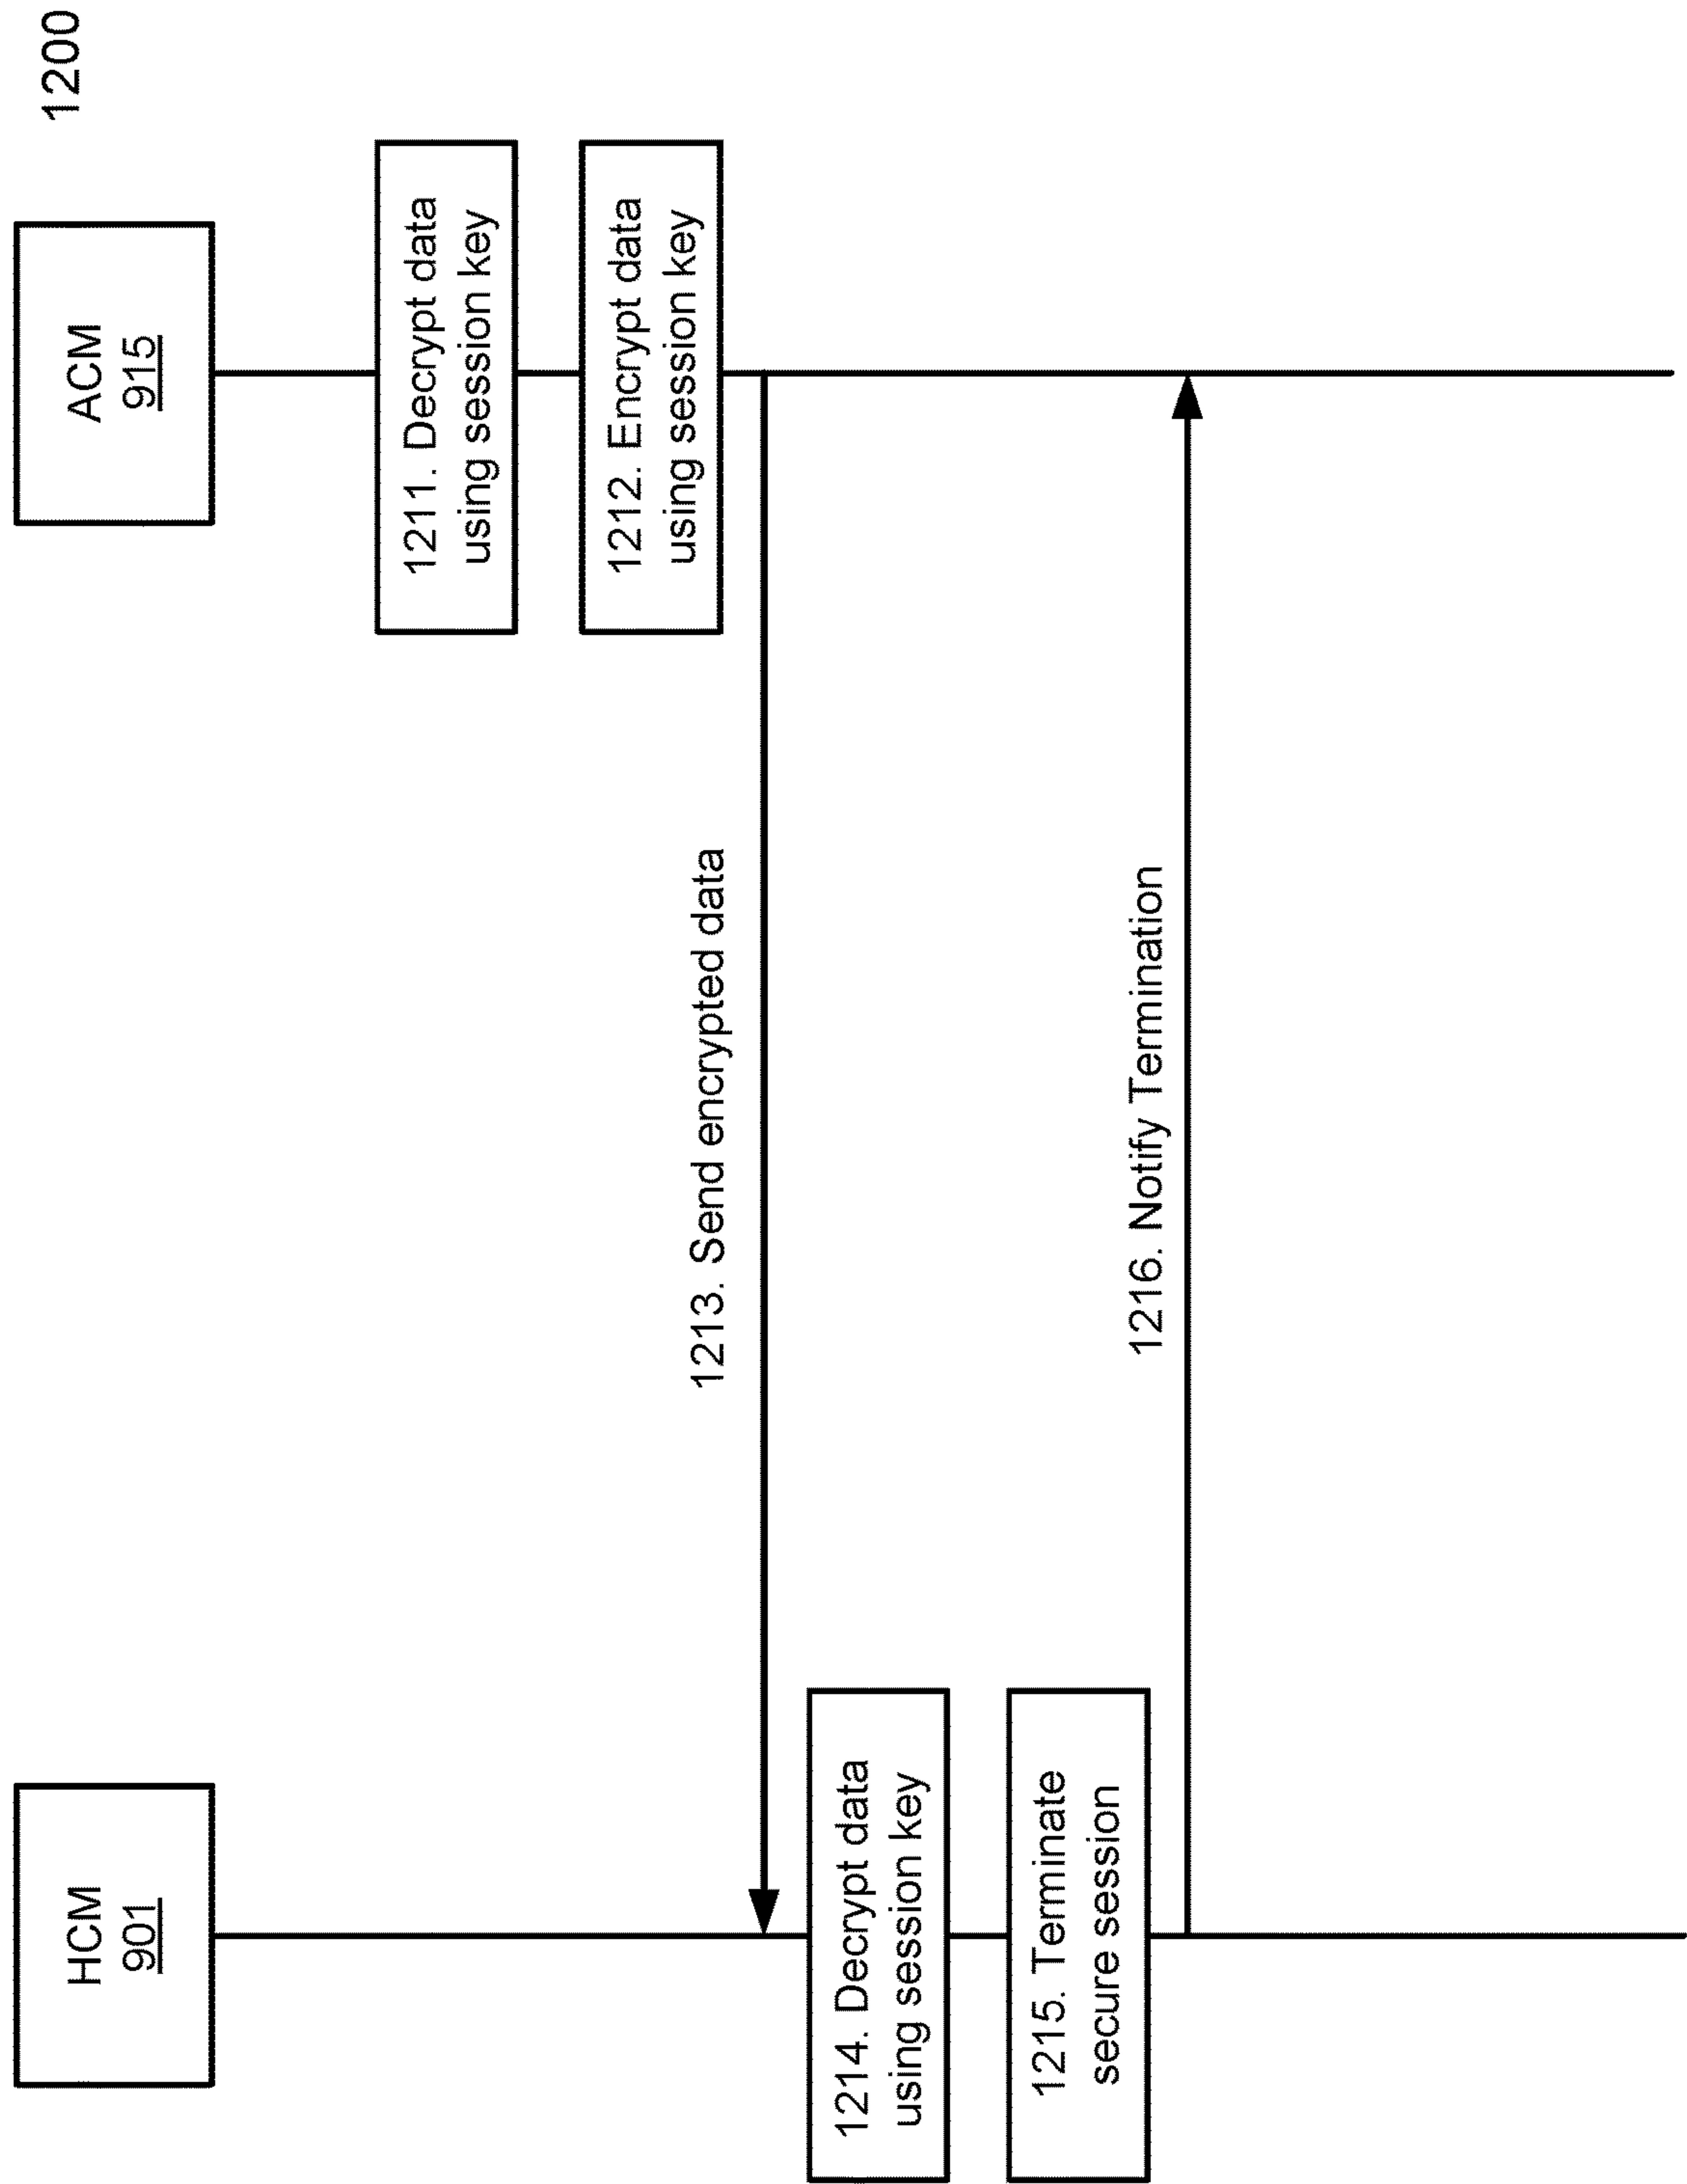 1200
HCM
901
ACM
915
1211. Decrypt data
using session key
1212. Encrypt data
using session key
1213. Send encrypted data
1214. Decrypt data
using session key
1215. Terminate
secure session
1216. Notify Termination